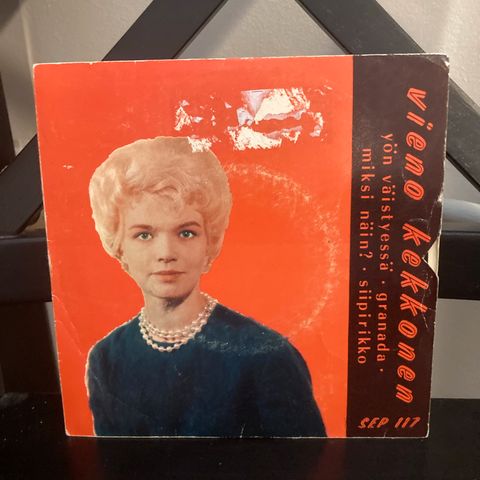 vieno kekkonen
yön väistyessä · granada ·
miksi näin? · siipirikko
SEP 117